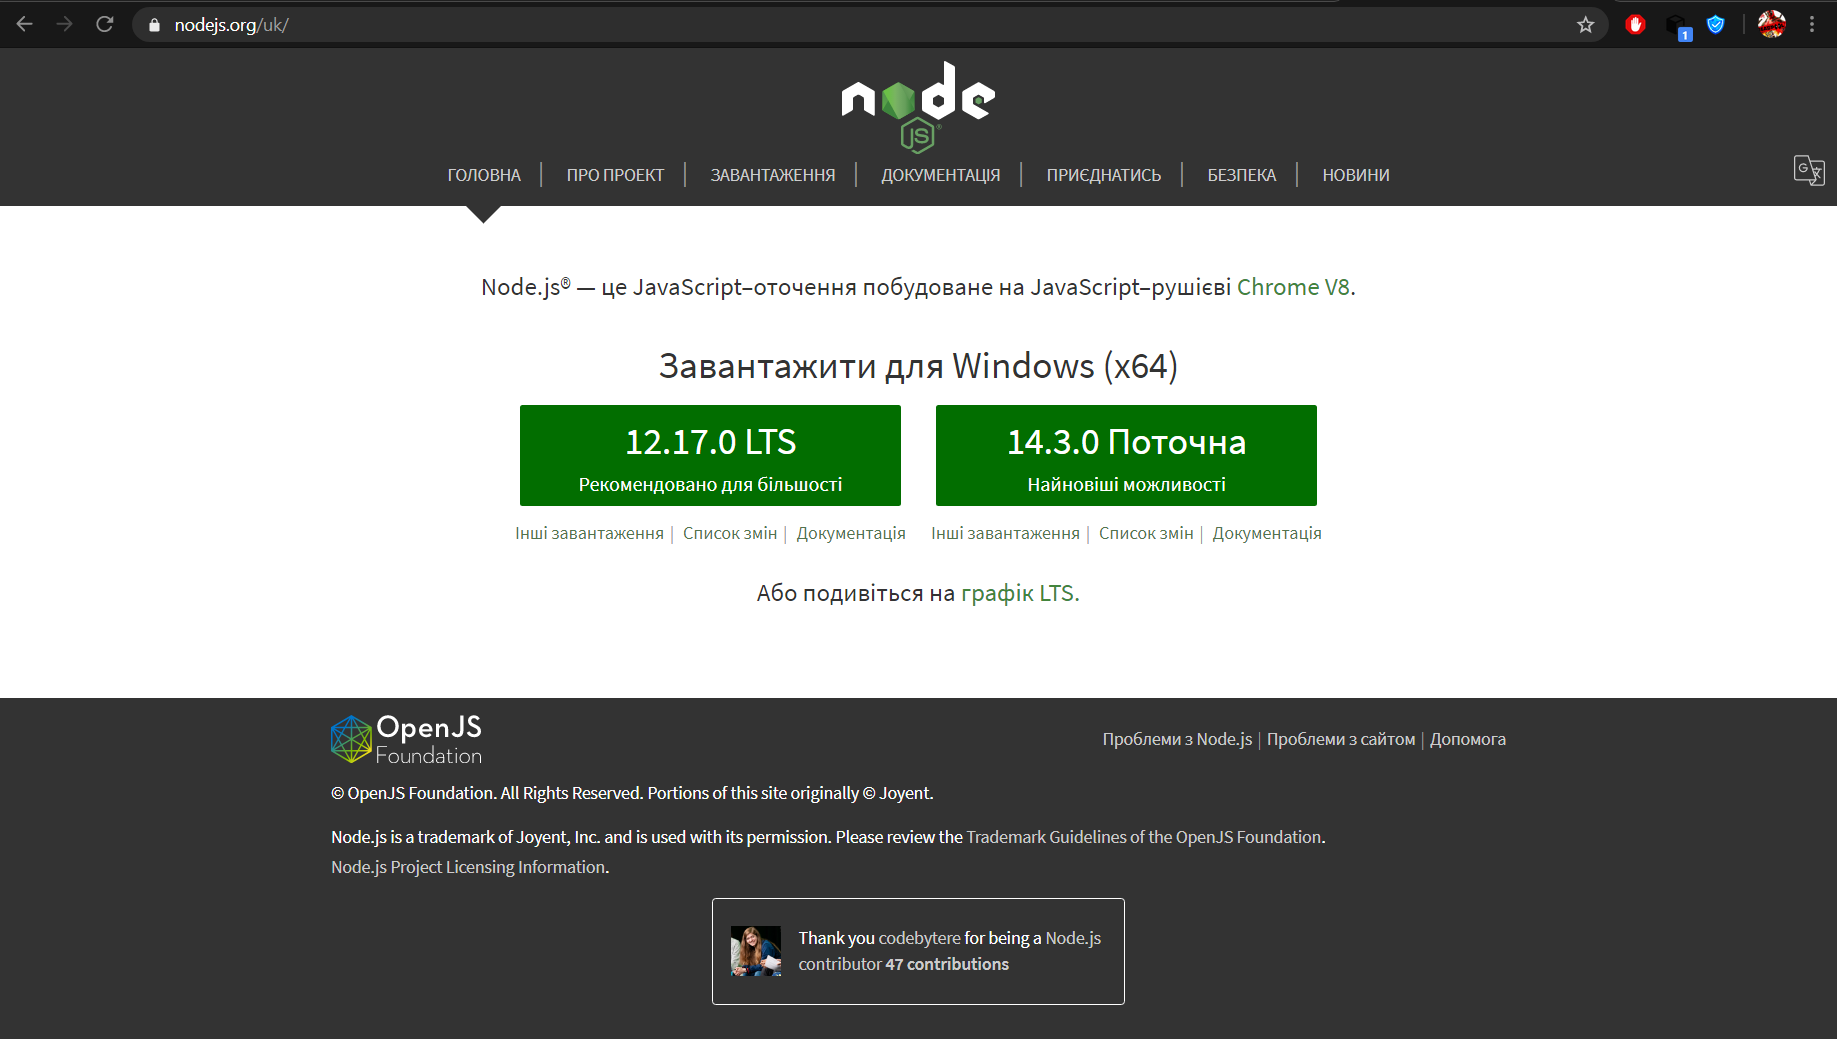 nodejs.org/uk/
1
node
JS
ГОЛОВНА
ПРО ПРОЕКТ
ЗАВАНТАЖЕННЯ
ДОКУМЕНТАЦІЯ
ПРИЄДНАТИСЬ
БЕЗПЕКА
НОВИНИ
Node.js® — це JavaScript–оточення побудоване на JavaScript–рушієві Chrome V8.
Завантажити для Windows (x64)
12.17.0 LTS
Рекомендовано для більшості
14.3.0 Поточна
Найновіші можливості
Інші завантаження | Список змін | Документація
Інші завантаження | Список змін | Документація
Або подивіться на графік LTS.
OpenJS
Foundation
Проблеми з Node.js | Проблеми з сайтом | Допомога
© OpenJS Foundation. All Rights Reserved. Portions of this site originally © Joyent.
Node.js is a trademark of Joyent, Inc. and is used with its permission. Please review the Trademark Guidelines of the OpenJS Foundation.
Node.js Project Licensing Information.
Thank you codebytere for being a Node.js
contributor 47 contributions